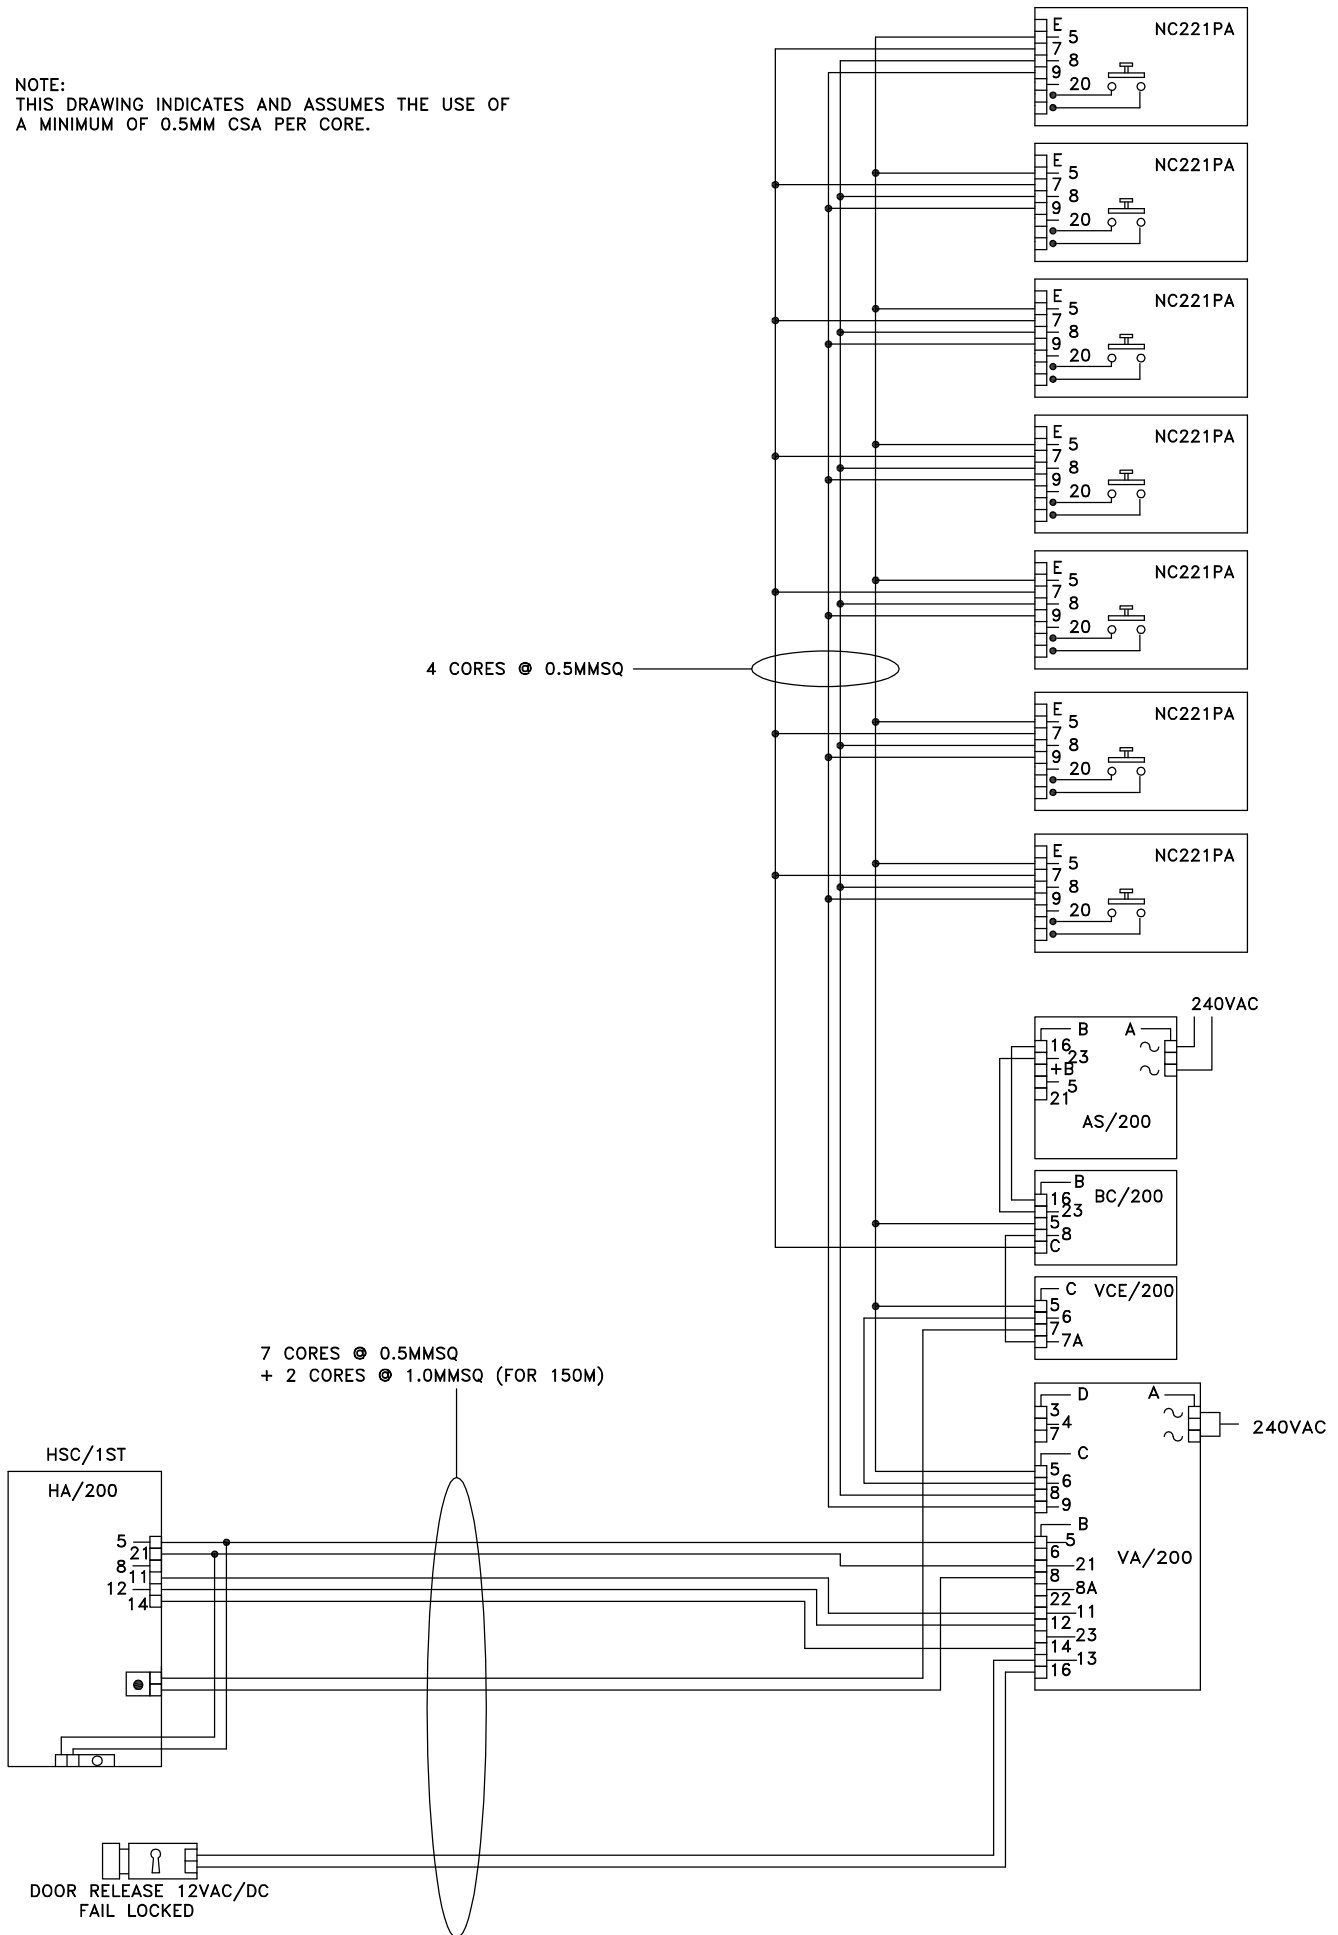 NOTE:
THIS DRAWING INDICATES AND ASSUMES THE USE OF
A MINIMUM OF 0.5MM CSA PER CORE.
NC221PA
E
5
7
8
9
20
NC221PA
E
5
7
8
9
20
NC221PA
E
5
7
8
9
20
NC221PA
E
5
7
8
9
20
NC221PA
E
5
7
8
9
20
4 CORES @ 0.5MMSQ
NC221PA
E
5
7
8
9
20
NC221PA
E
5
7
8
9
20
240VAC
B A
16
23
+B
5
21
AS/200
B
BC/200
16
23
5
8
C
C VCE/200
5
6
7
7A
7 CORES @ 0.5MMSQ
+ 2 CORES @ 1.0MMSQ (FOR 150M)
D A
3
4
7
240VAC
C
5
6
8
9
B
5
6
21
8
8A
22
11
12
23
14
13
16
VA/200
HSC/1ST
HA/200
5
21
8
11
12
14
DOOR RELEASE 12VAC/DC
FAIL LOCKED